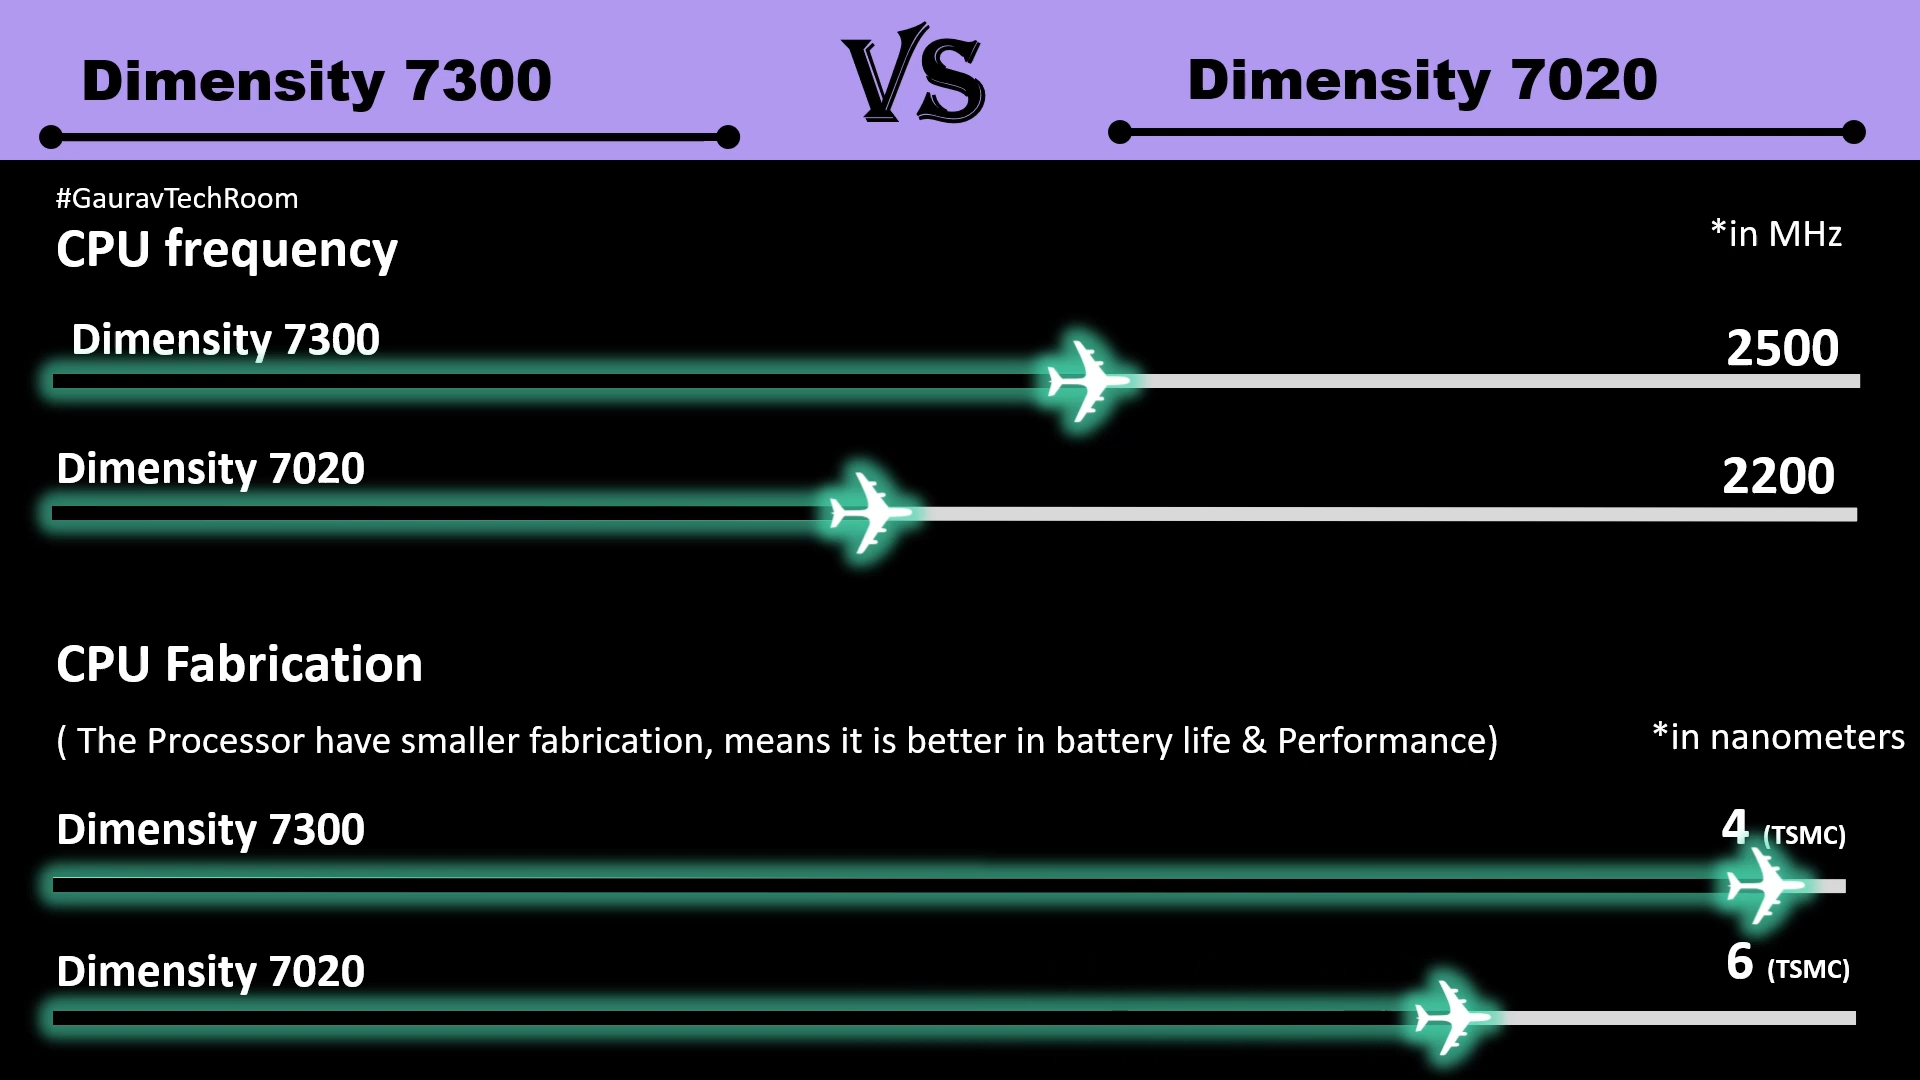 Dimensity 7300 VS Dimensity 7020
#GauravTechRoom
CPU frequency *in MHz
Dimensity 7300 2500
Dimensity 7020 2200
CPU Fabrication
( The Processor have smaller fabrication, means it is better in battery life & Performance) *in nanometers
Dimensity 7300 4 (TSMC)
Dimensity 7020 6 (TSMC)